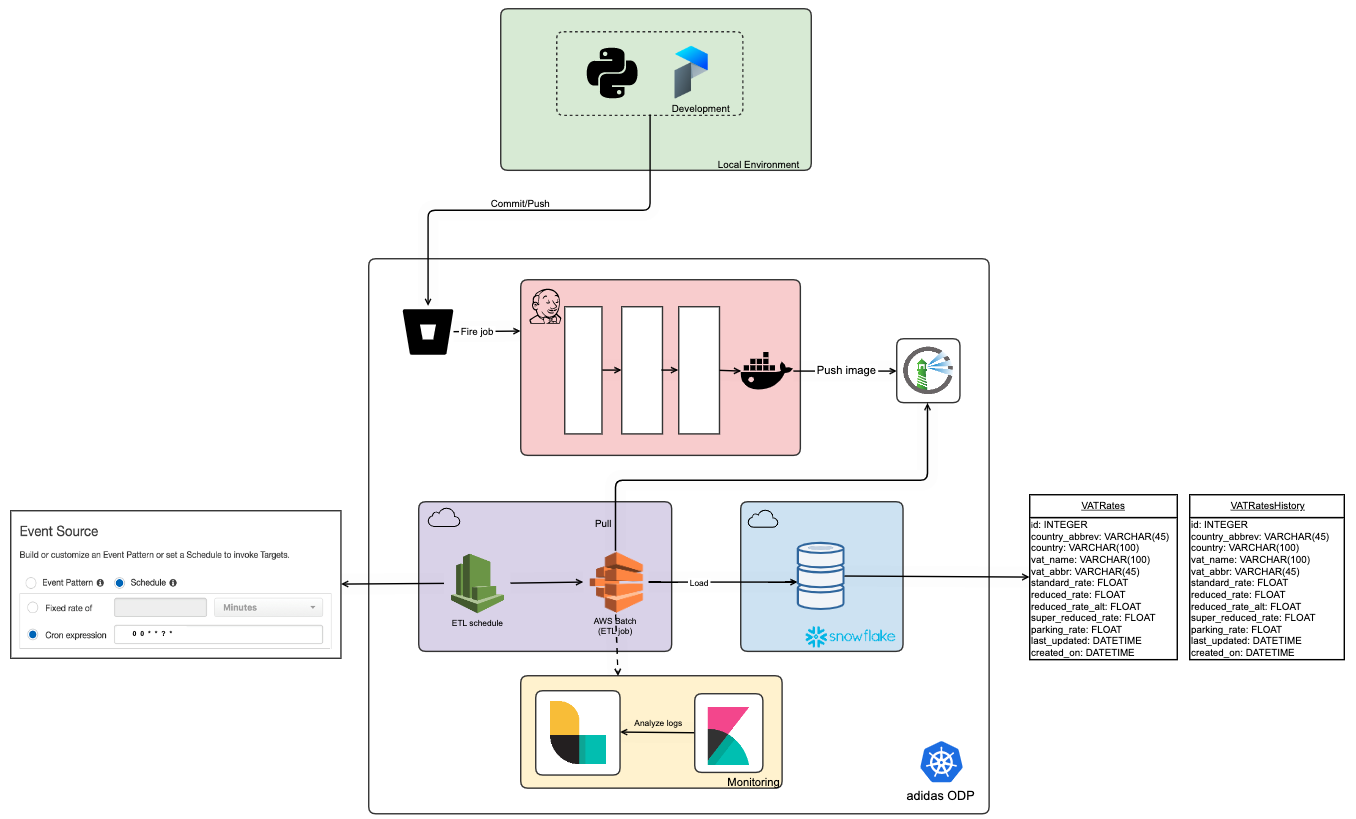 Development
Local Environment
Commit/Push
Fire job
Push image
Pull
ETL schedule
AWS Batch
(ETL job)
Load
snowflake
Event Source
Build or customize an Event Pattern or set a Schedule to invoke Targets.
Event Pattern
Schedule
Fixed rate of
Minutes
Cron expression
0 0 * * ? *
VATRates
id: INTEGER
country_abbrev: VARCHAR(45)
country: VARCHAR(100)
vat_name: VARCHAR(100)
vat_abbr: VARCHAR(45)
standard_rate: FLOAT
reduced_rate: FLOAT
reduced_rate_alt: FLOAT
super_reduced_rate: FLOAT
parking_rate: FLOAT
last_updated: DATETIME
created_on: DATETIME
VATRatesHistory
id: INTEGER
country_abbrev: VARCHAR(45)
country: VARCHAR(100)
vat_name: VARCHAR(100)
vat_abbr: VARCHAR(45)
standard_rate: FLOAT
reduced_rate: FLOAT
reduced_rate_alt: FLOAT
super_reduced_rate: FLOAT
parking_rate: FLOAT
last_updated: DATETIME
created_on: DATETIME
Analyze logs
Monitoring
adidas ODP